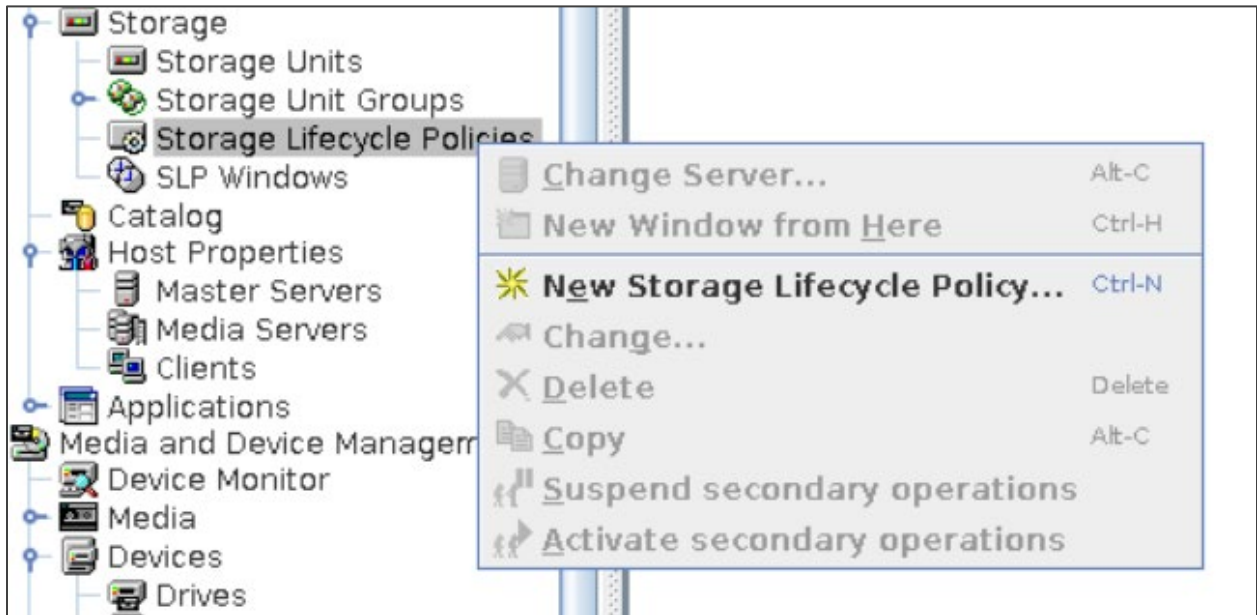 Storage
Storage Units
Storage Unit Groups
Storage Lifecycle Policies
SLP Windows
Catalog
Host Properties
Master Servers
Media Servers
Clients
Applications
Media and Device Managem
Device Monitor
Media
Devices
Drives
Change Server... Alt-C
New Window from Here Ctrl-H
New Storage Lifecycle Policy... Ctrl-N
Change...
Delete Delete
Copy Alt-C
Suspend secondary operations
Activate secondary operations